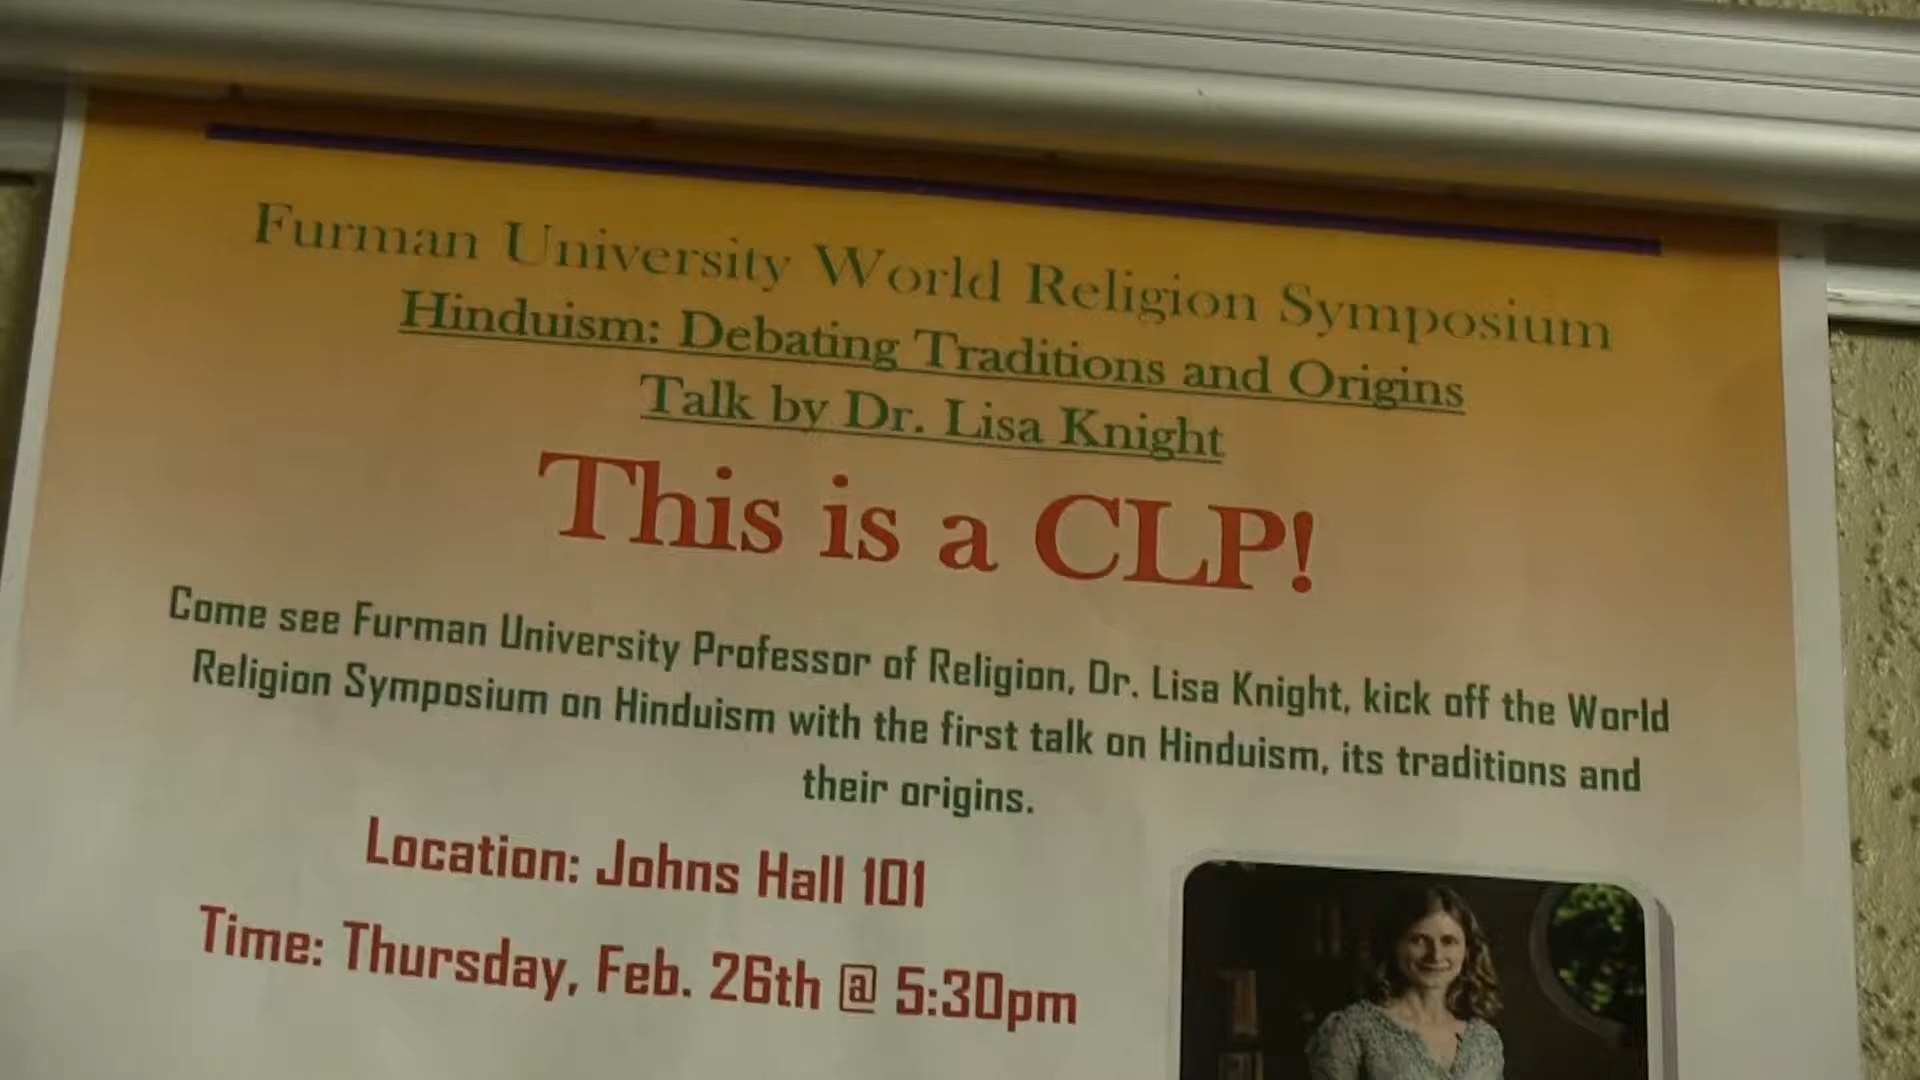 Furman University World Religion Symposium
Hinduism: Debating Traditions and Origins
Talk by Dr. Lisa Knight
This is a CLP!
Come see Furman University Professor of Religion, Dr. Lisa Knight, kick off the World
Religion Symposium on Hinduism with the first talk on Hinduism, its traditions and
their origins.
Location: Johns Hall 101
Time: Thursday, Feb. 26th @ 5:30pm